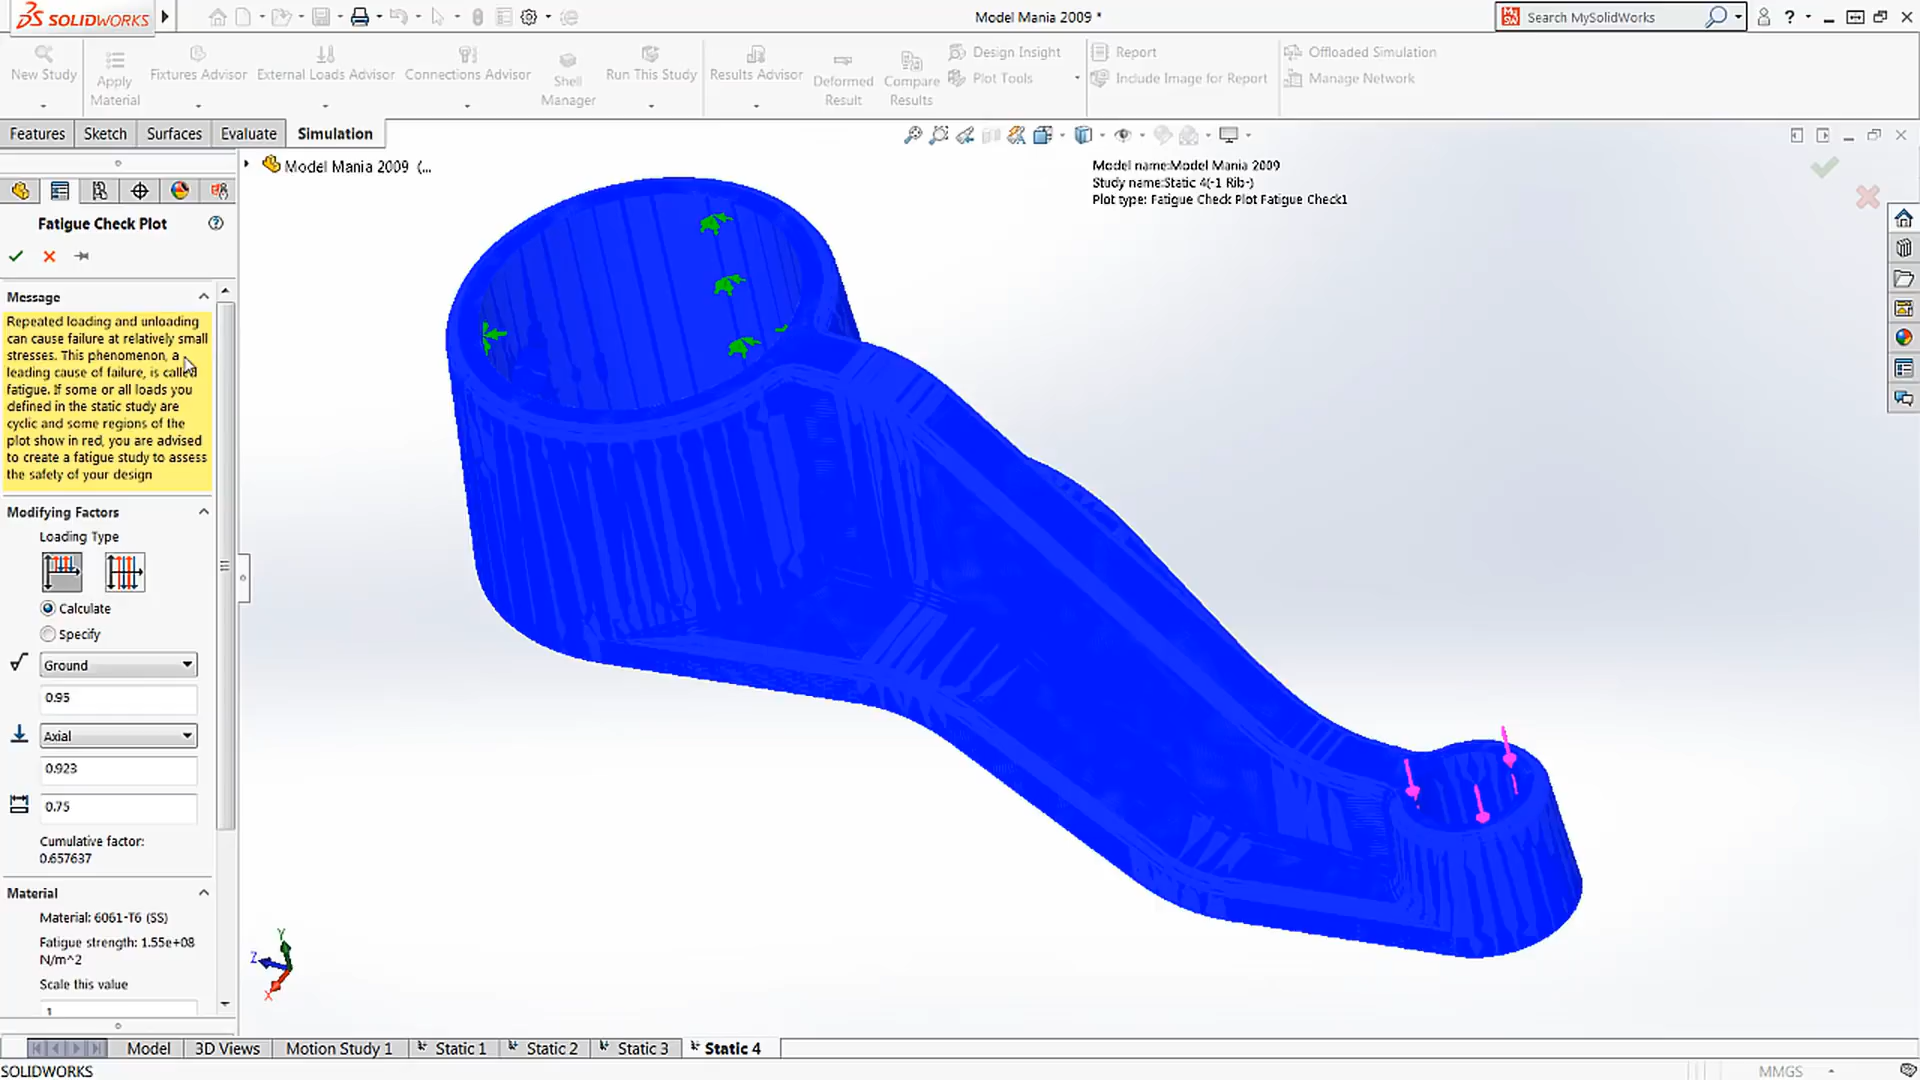 SOLIDWORKS
Model Mania 2009 *
Search MySolidWorks
?
New Study
Apply
Material
Fixtures Advisor
External Loads Advisor
Connections Advisor
Shell
Manager
Run This Study
Results Advisor
Deformed
Result
Compare
Results
Design Insight
Plot Tools
Report
Include Image for Report
Offloaded Simulation
Manage Network
Features
Sketch
Surfaces
Evaluate
Simulation
Model Mania 2009 (...
Model name:Model Mania 2009
Study name:Static 4(-1 Rib-)
Plot type: Fatigue Check Plot Fatigue Check1
Fatigue Check Plot
?
Message
Repeated loading and unloading
can cause failure at relatively small
stresses. This phenomenon, a
leading cause of failure, is called
fatigue. If some or all loads you
defined in the static study are
cyclic and some regions of the
plot show in red, you are advised
to create a fatigue study to assess
the safety of your design
Modifying Factors
Loading Type
Calculate
Specify
Ground
0.95
Axial
0.923
0.75
Cumulative factor:
0.657637
Material
Material: 6061-T6 (SS)
Fatigue strength: 1.55e+08
N/m^2
Scale this value
1
Y
Z
X
Model
3D Views
Motion Study 1
Static 1
Static 2
Static 3
Static 4
SOLIDWORKS
MMGS